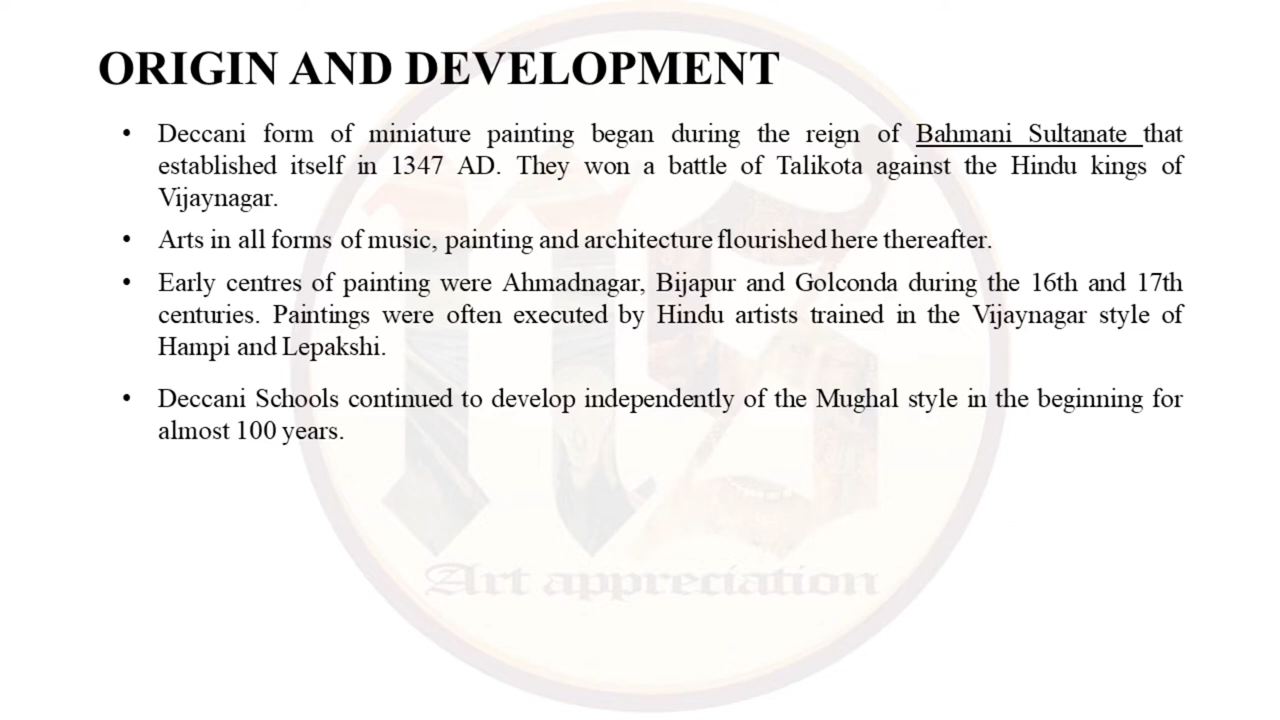 ORIGIN AND DEVELOPMENT
• Deccani form of miniature painting began during the reign of Bahmani Sultanate that
established itself in 1347 AD. They won a battle of Talikota against the Hindu kings of
Vijaynagar.
• Arts in all forms of music, painting and architecture flourished here thereafter.
• Early centres of painting were Ahmadnagar, Bijapur and Golconda during the 16th and 17th
centuries. Paintings were often executed by Hindu artists trained in the Vijaynagar style of
Hampi and Lepakshi.
• Deccani Schools continued to develop independently of the Mughal style in the beginning for
almost 100 years.
Art appreciation